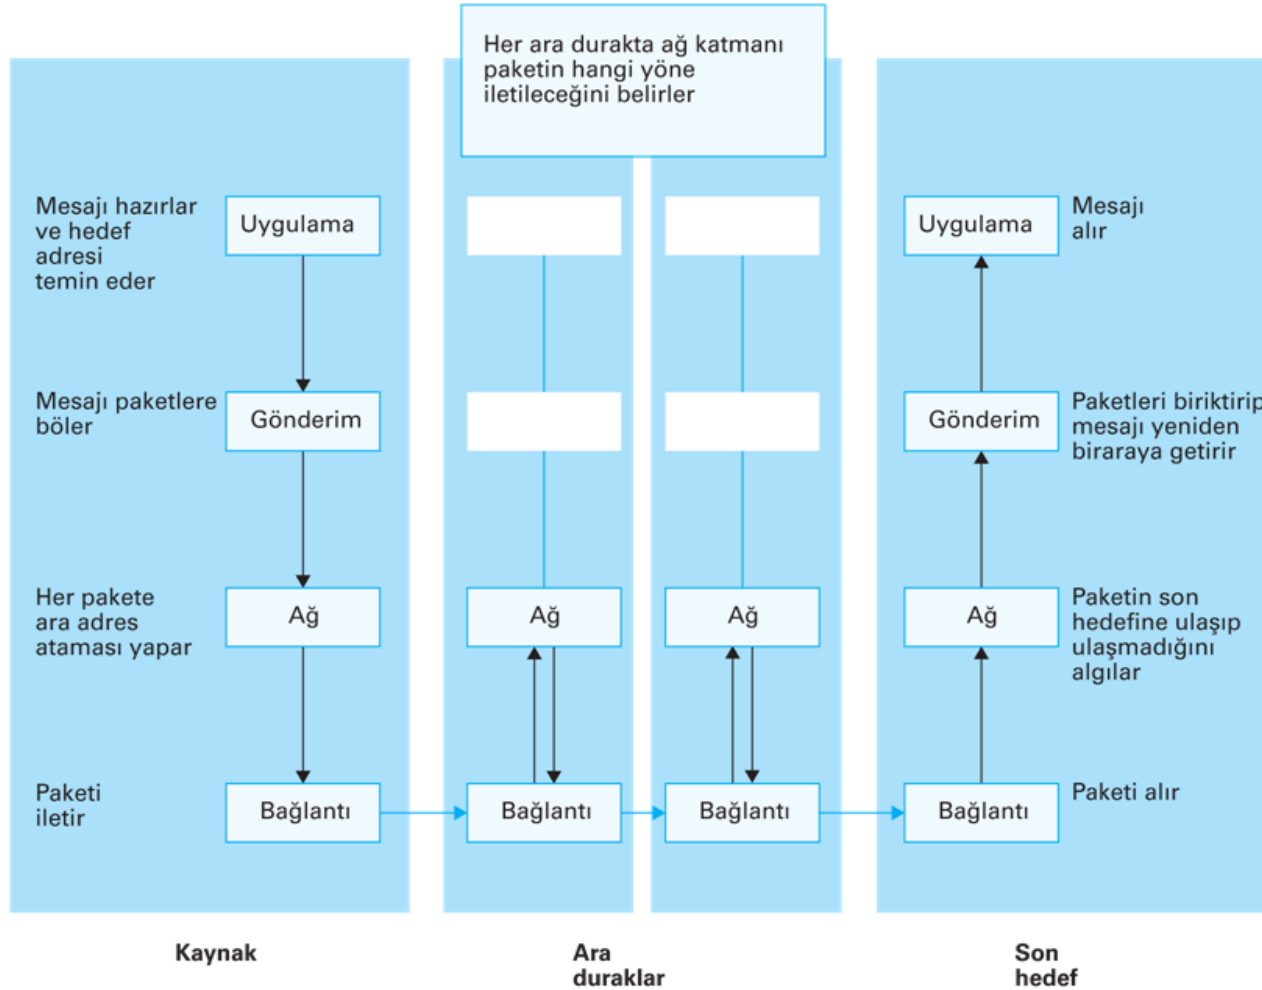 Her ara durakta ağ katmanı
paketin hangi yöne
iletileceğini belirler
Mesajı hazırlar
ve hedef
adresi
temin eder
Uygulama
Uygulama
Mesajı
alır
Mesajı paketlere
böler
Gönderim
Gönderim
Paketleri biriktirip
mesajı yeniden
biraraya getirir
Her pakete
ara adres
ataması yapar
Ağ
Ağ
Ağ
Ağ
Paketin son
hedefine ulaşıp
ulaşmadığını
algılar
Paketi
iletir
Bağlantı
Bağlantı
Bağlantı
Bağlantı
Paketi alır
Kaynak
Ara
duraklar
Son
hedef